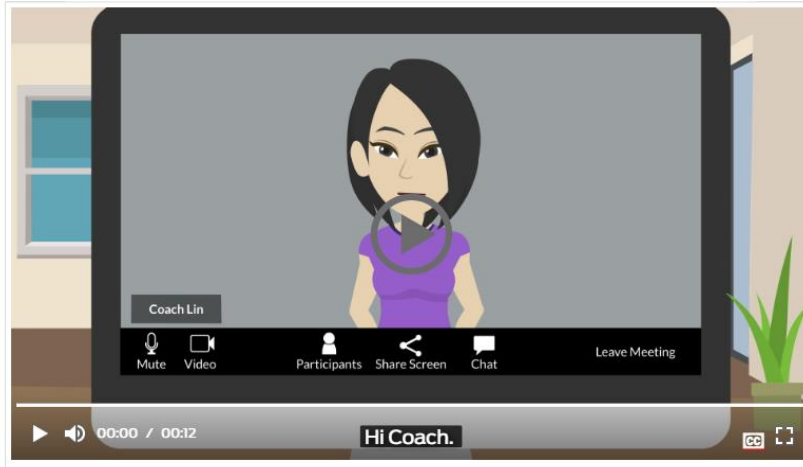 Coach Lin
Mute Video Participants Share Screen Chat Leave Meeting
00:00 / 00:12 Hi Coach. CC